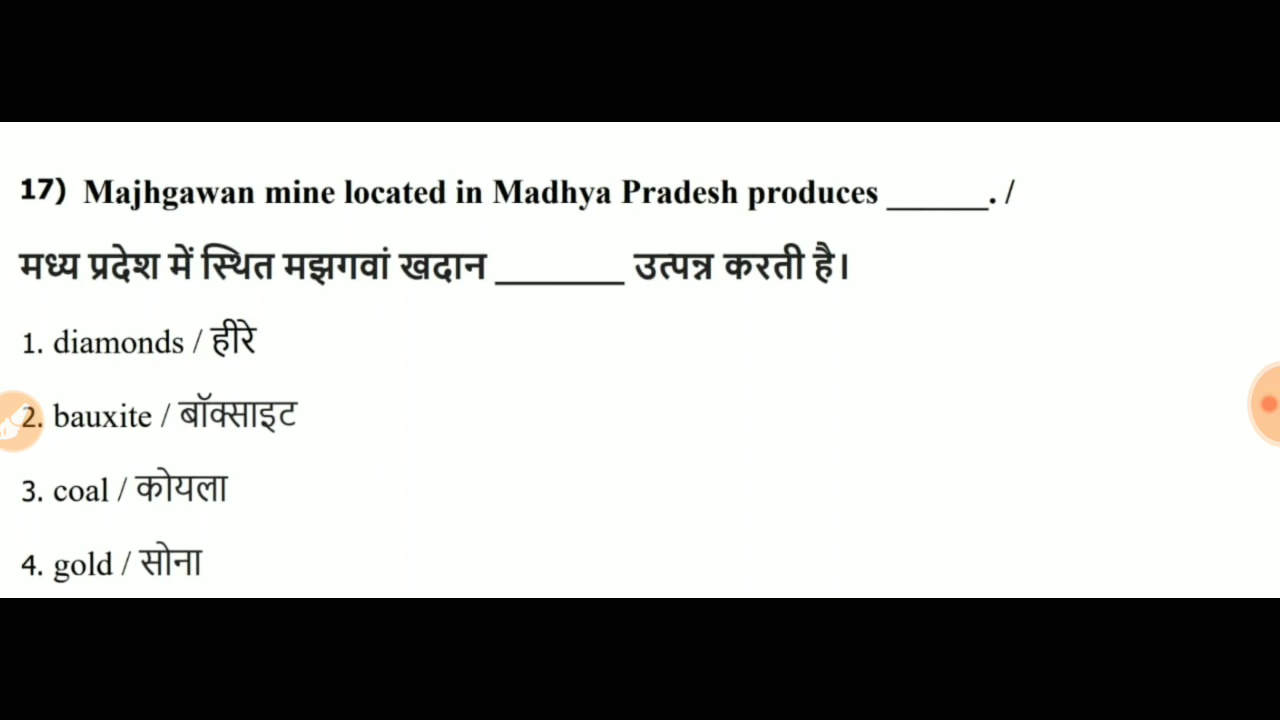 17) Majhgawan mine located in Madhya Pradesh produces ______. /
मध्य प्रदेश में स्थित मझगवां खदान _______ उत्पन्न करती है।
1. diamonds / हीरे
2. bauxite / बॉक्साइट
3. coal / कोयला
4. gold / सोना